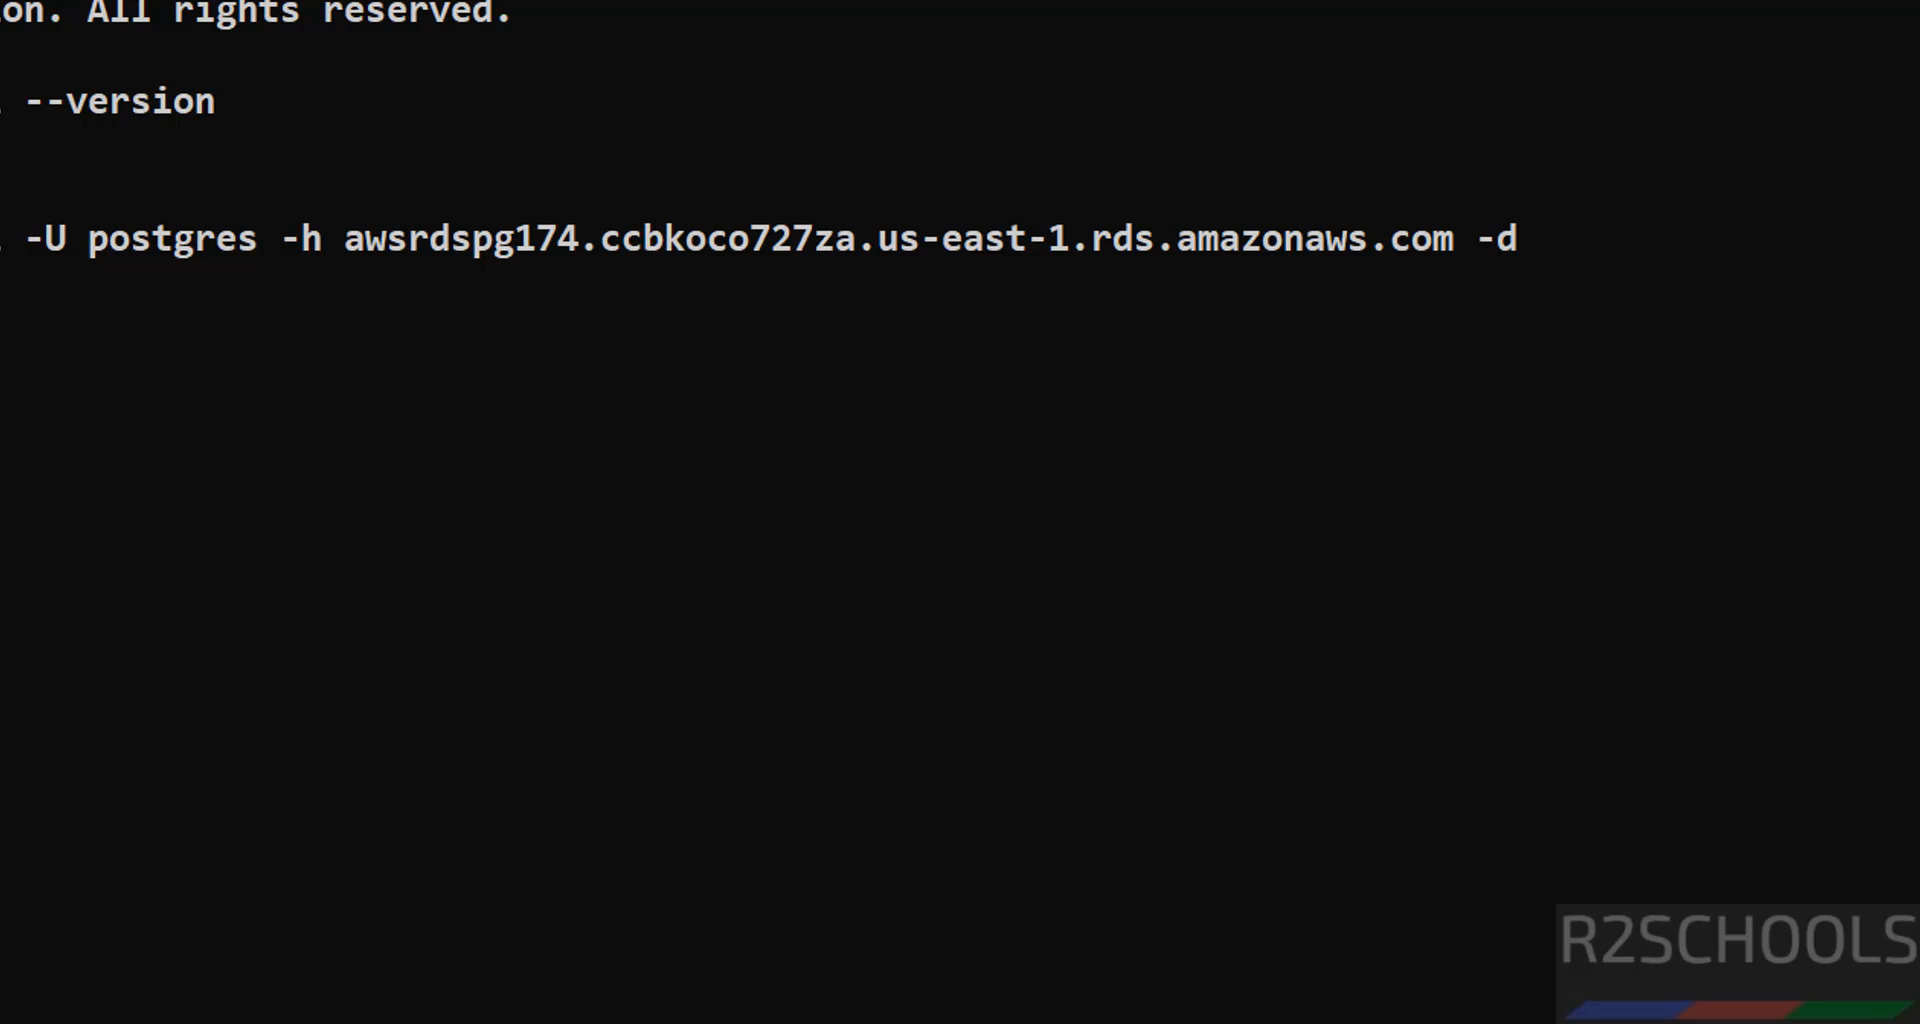 on. All rights reserved.
--version
-U postgres -h awsrdspg174.ccbkoco727za.us-east-1.rds.amazonaws.com -d
R2SCHOOLS